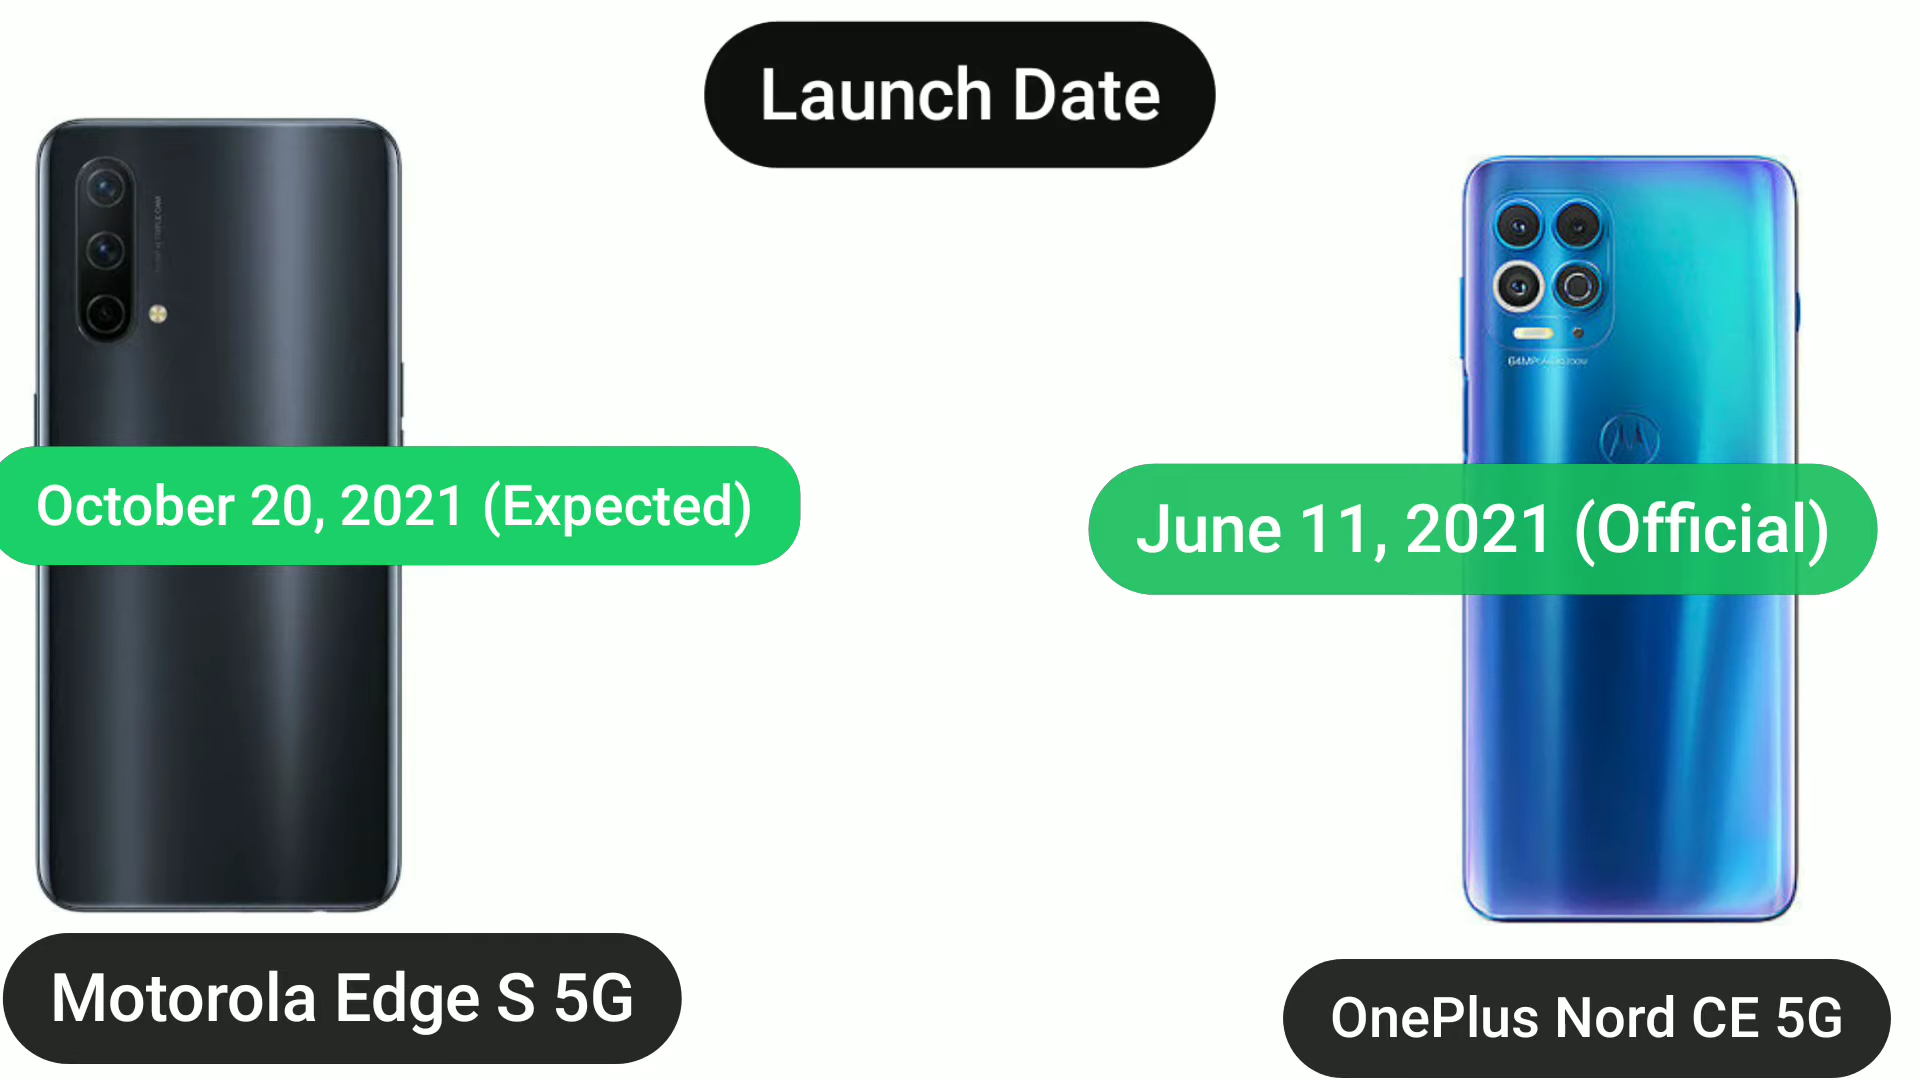 Launch Date
October 20, 2021 (Expected)
June 11, 2021 (Official)
Motorola Edge S 5G
OnePlus Nord CE 5G